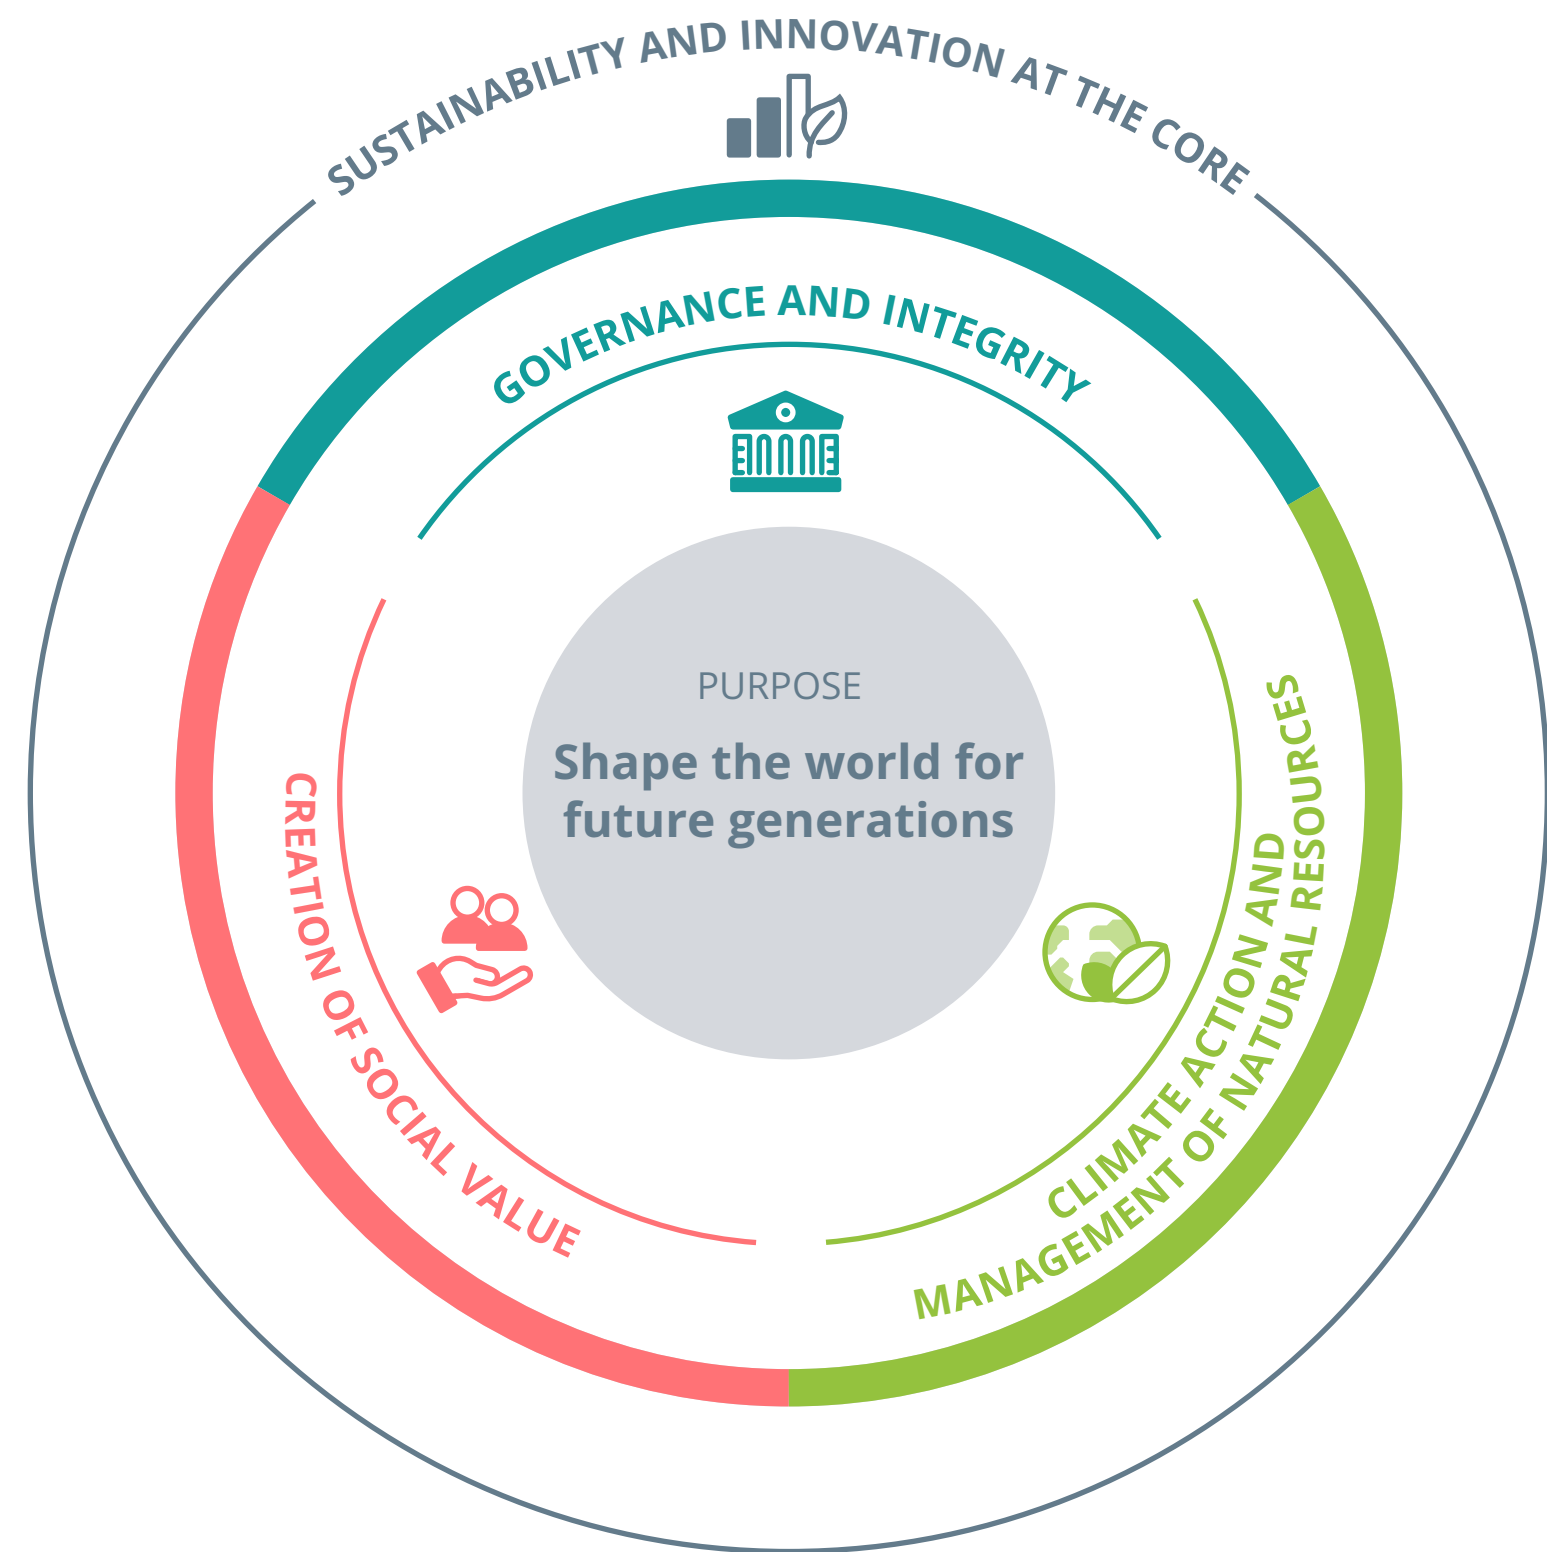 SUSTAINABILITY AND INNOVATION AT THE CORE
GOVERNANCE AND INTEGRITY
PURPOSE
Shape the world for
future generations
CREATION OF SOCIAL VALUE
CLIMATE ACTION AND
MANAGEMENT OF NATURAL RESOURCES